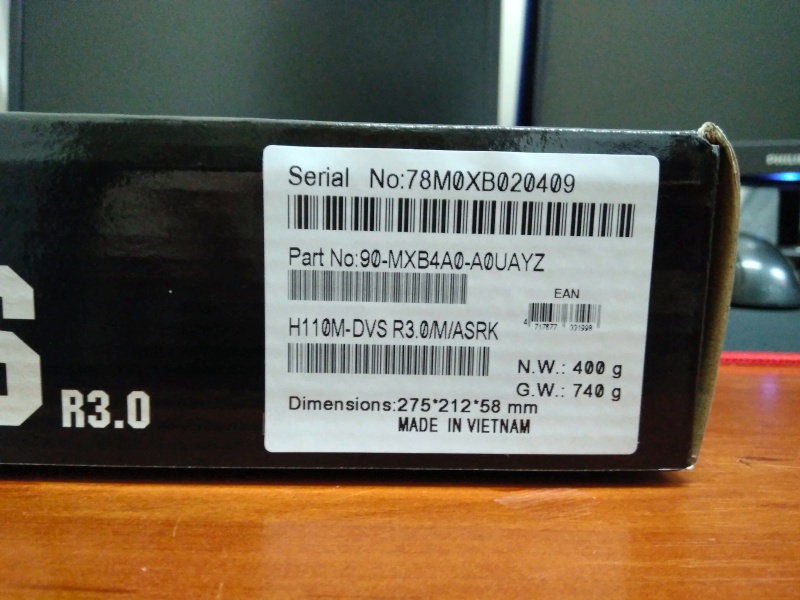 Serial No:78M0XB020409
Part No:90-MXB4A0-A0UAYZ
EAN
H110M-DVS R3.0/M/ASRK
N.W.: 400 g
G.W.: 740 g
Dimensions:275*212*58 mm
MADE IN VIETNAM
S
R3.0